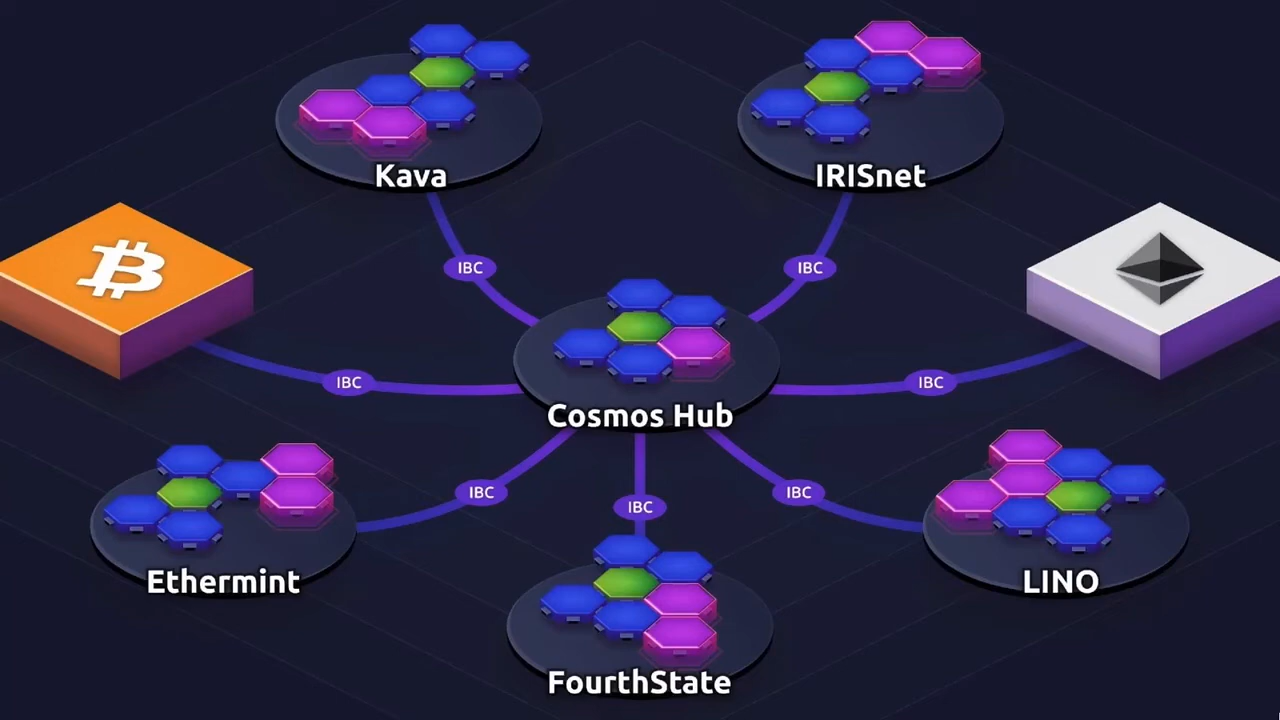 Kava
IRISnet
IBC
IBC
IBC
Cosmos Hub
IBC
IBC
IBC
IBC
Ethermint
FourthState
LINO